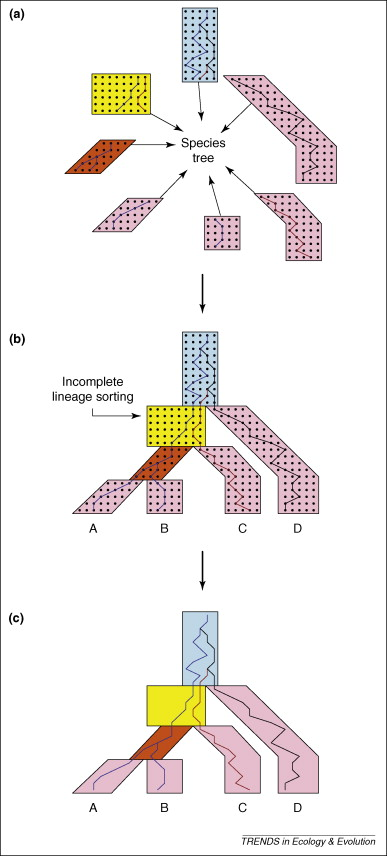 (a)
Species
tree
(b)
Incomplete
lineage sorting
A B C D
(c)
A B C D
TRENDS in Ecology & Evolution